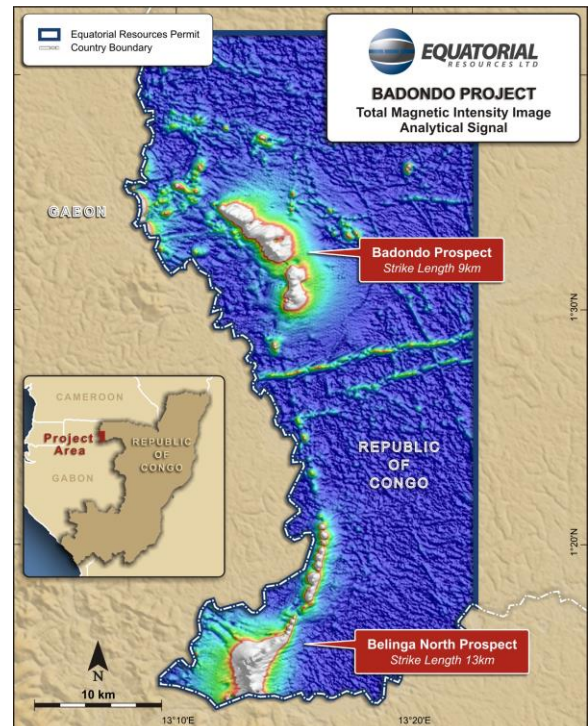 Equatorial Resources Permit
Country Boundary
EQUATORIAL
RESOURCES LTD
BADONDO PROJECT
Total Magnetic Intensity Image
Analytical Signal
GABON
Badondo Prospect
Strike Length 9km
1°30'
CAMEROON
Project
Area
REPUBLIC
OF
CONGO
GABON
REPUBLIC
OF
CONGO
1°20'
Belinga North Prospect
Strike Length 13km
N
10 km
13°10'
13°20'